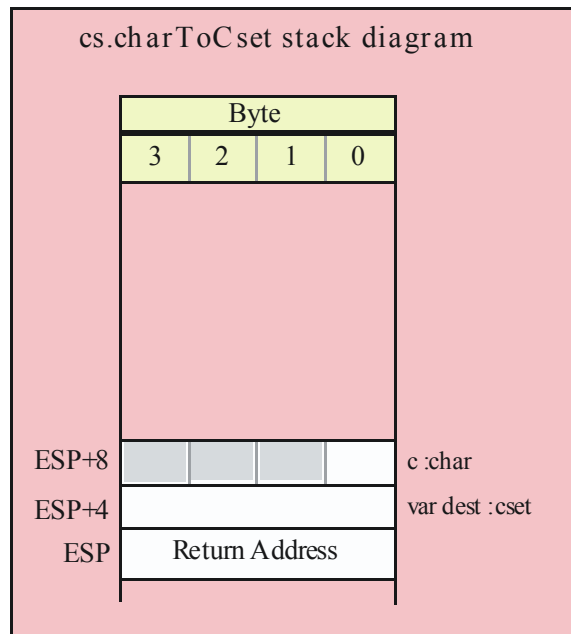 cs.charToCset stack diagram
Byte
3 2 1 0
ESP+8 c :char
ESP+4 var dest :cset
ESP Return Address